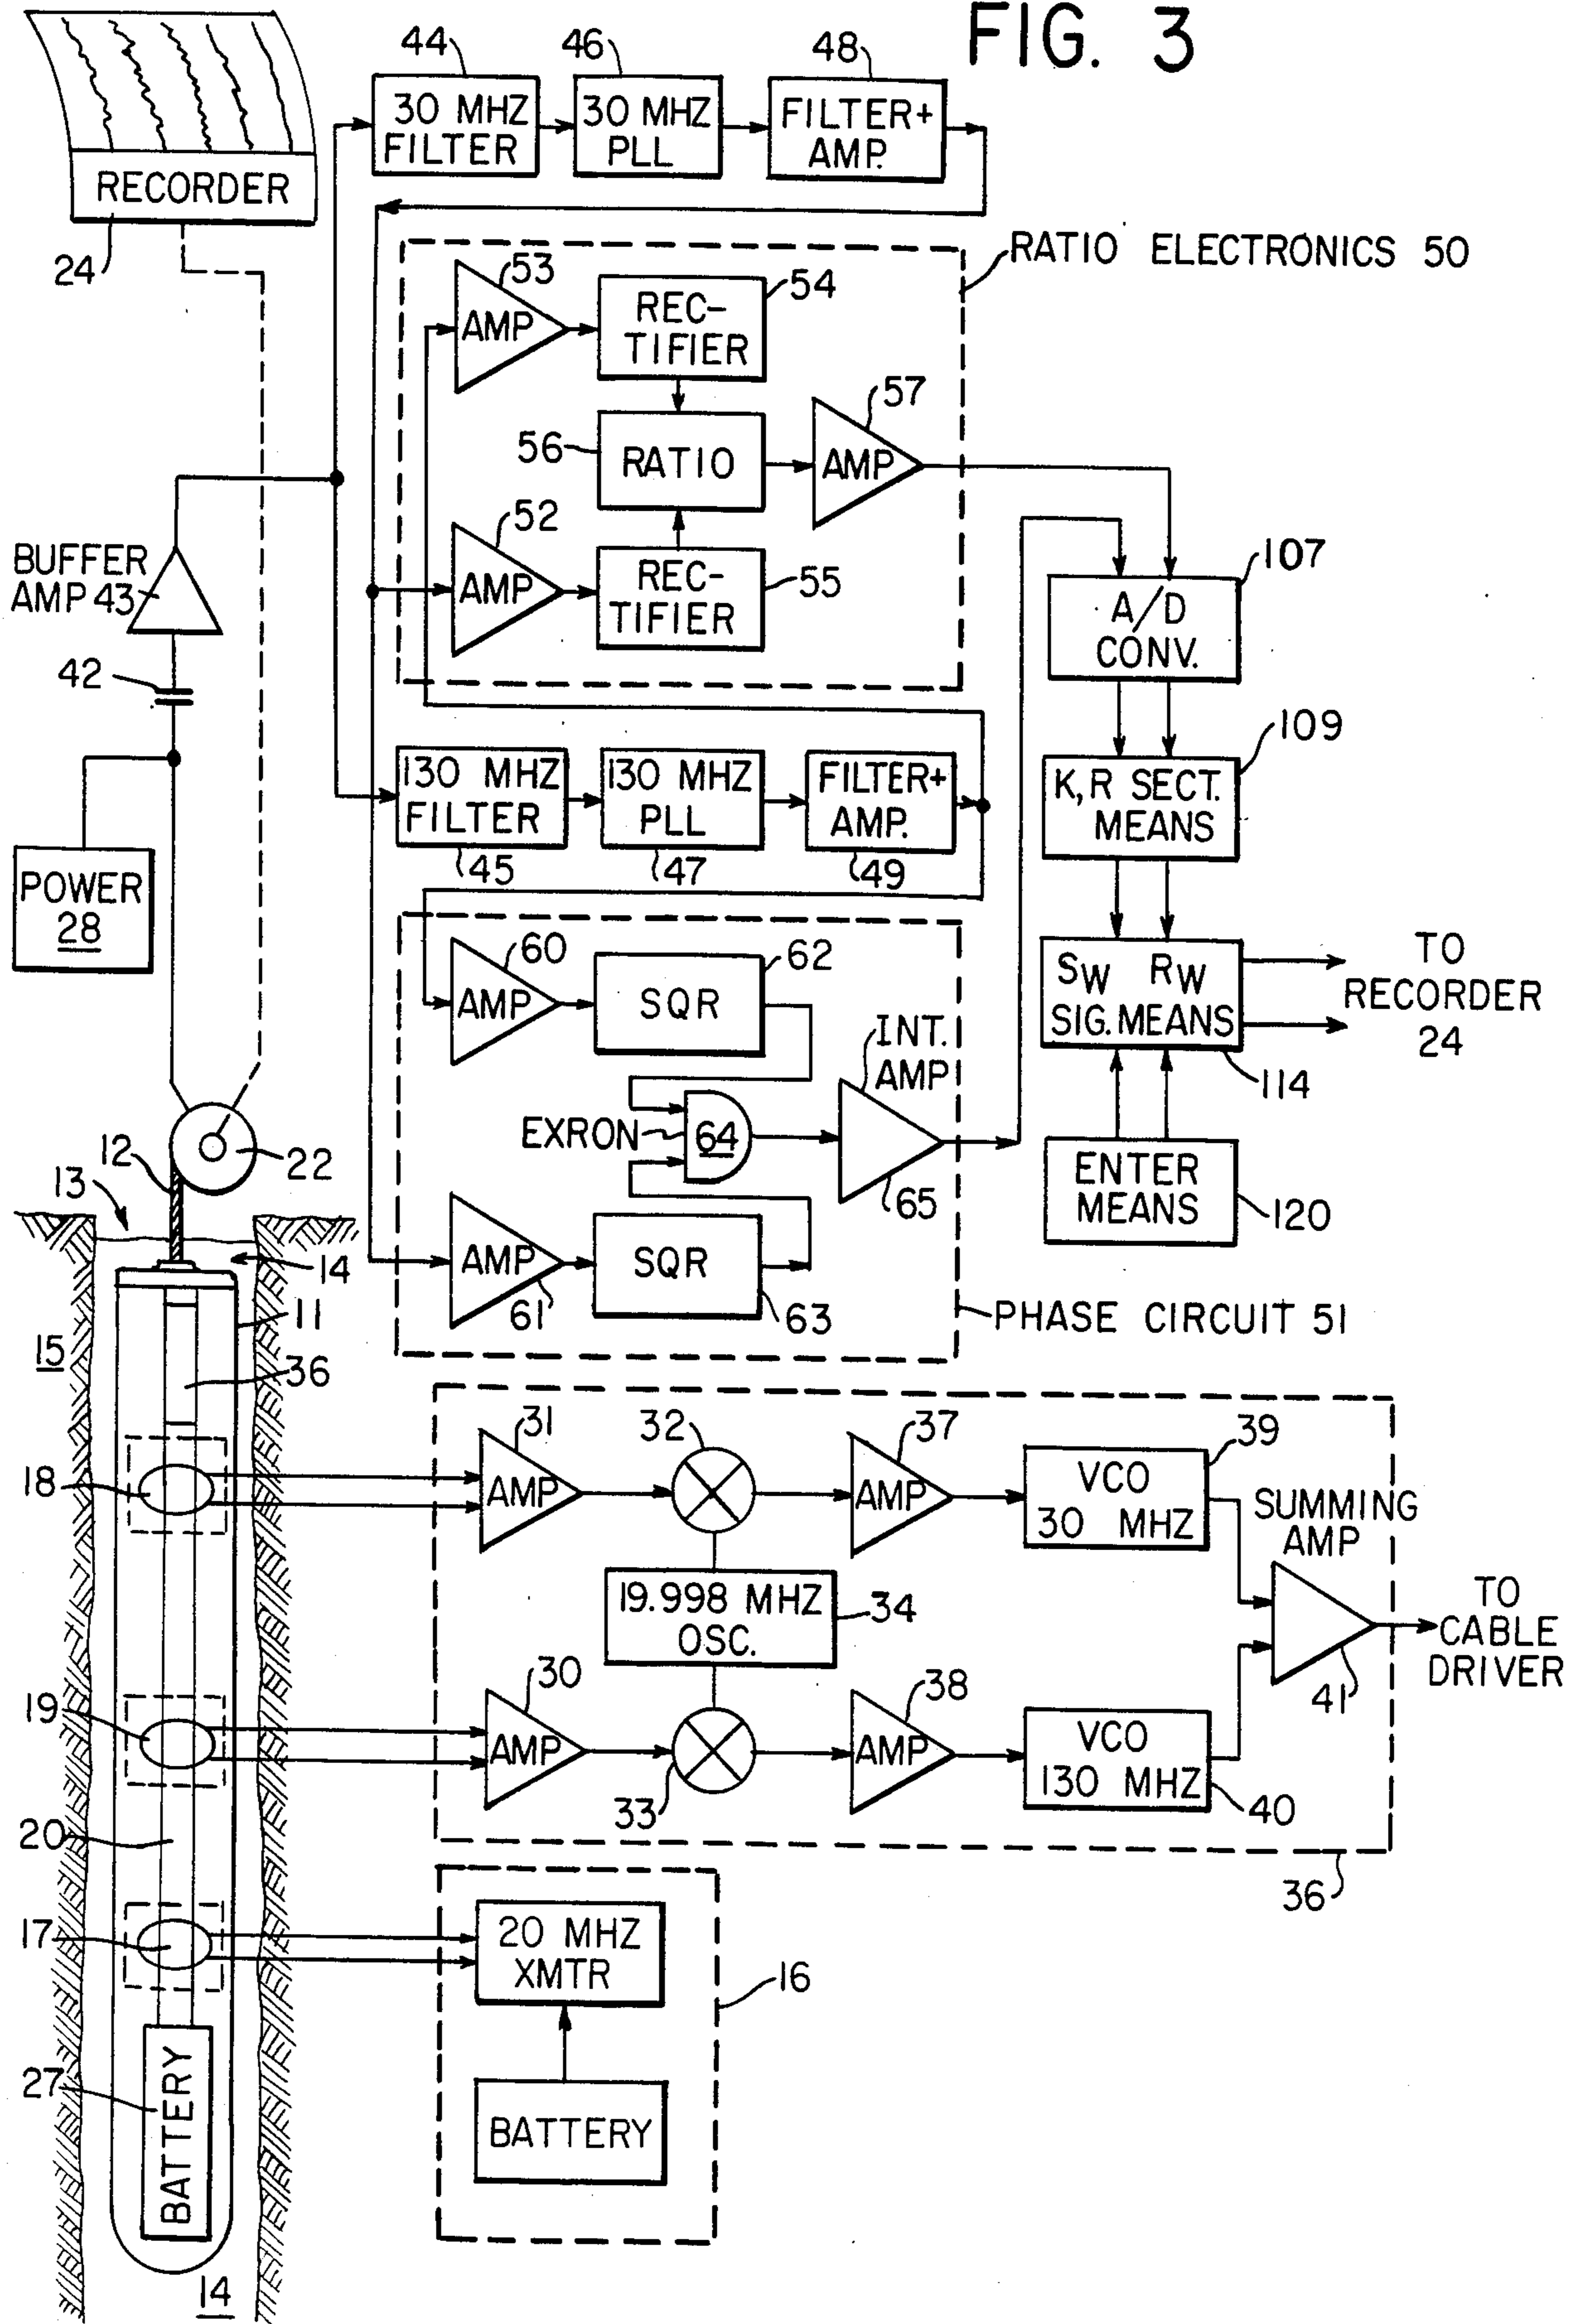 FIG. 3
44
46
48
30 MHZ
FILTER
30 MHZ
PLL
FILTER+
AMP.
RECORDER
24
RATIO ELECTRONICS 50
53
AMP
REC-
TIFIER
54
56
RATIO
57
AMP
52
AMP
REC-
TIFIER
55
BUFFER
AMP 43
42
107
A/D
CONV.
109
K, R SECT.
MEANS
130 MHZ
FILTER
130 MHZ
PLL
FILTER+
AMP.
45
47
49
POWER
28
60
AMP
62
SQR
SW RW
SIG. MEANS
TO
RECORDER
24
114
INT.
AMP
EXRON
64
65
ENTER
MEANS
120
12
22
13
14
AMP
61
SQR
63
PHASE CIRCUIT 51
11
15
36
31
AMP
32
37
AMP
39
VCO
30 MHZ
SUMMING
AMP
18
19.998 MHZ
OSC.
34
TO
CABLE
DRIVER
41
30
AMP
33
38
AMP
VCO
130 MHZ
40
19
20
36
17
20 MHZ
XMTR
16
27
BATTERY
BATTERY
14